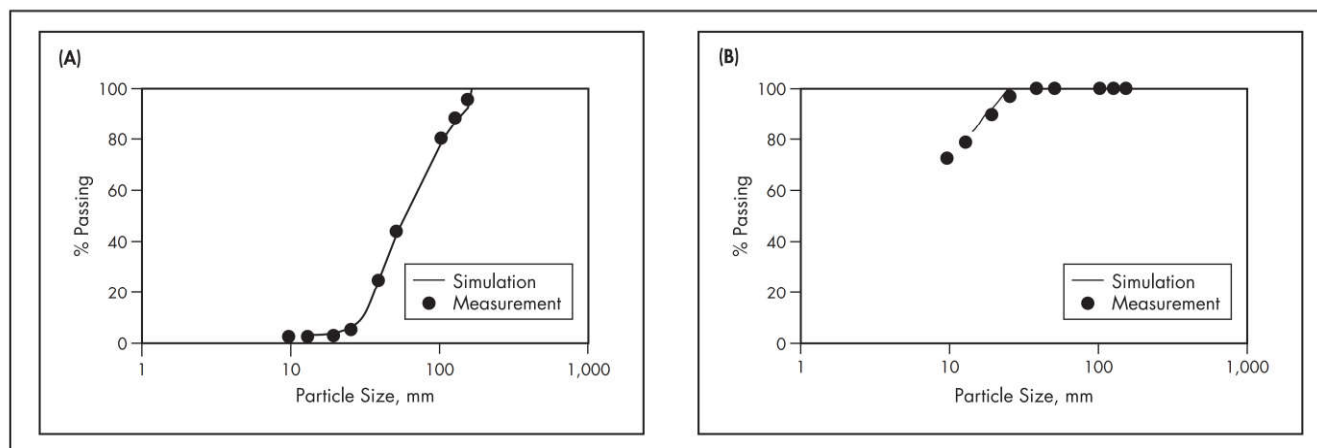 (A)
100
80
60
40
20
0
% Passing
1
10
100
1,000
Particle Size, mm
Simulation
Measurement
(B)
100
80
60
40
20
0
% Passing
1
10
100
1,000
Particle Size, mm
Simulation
Measurement